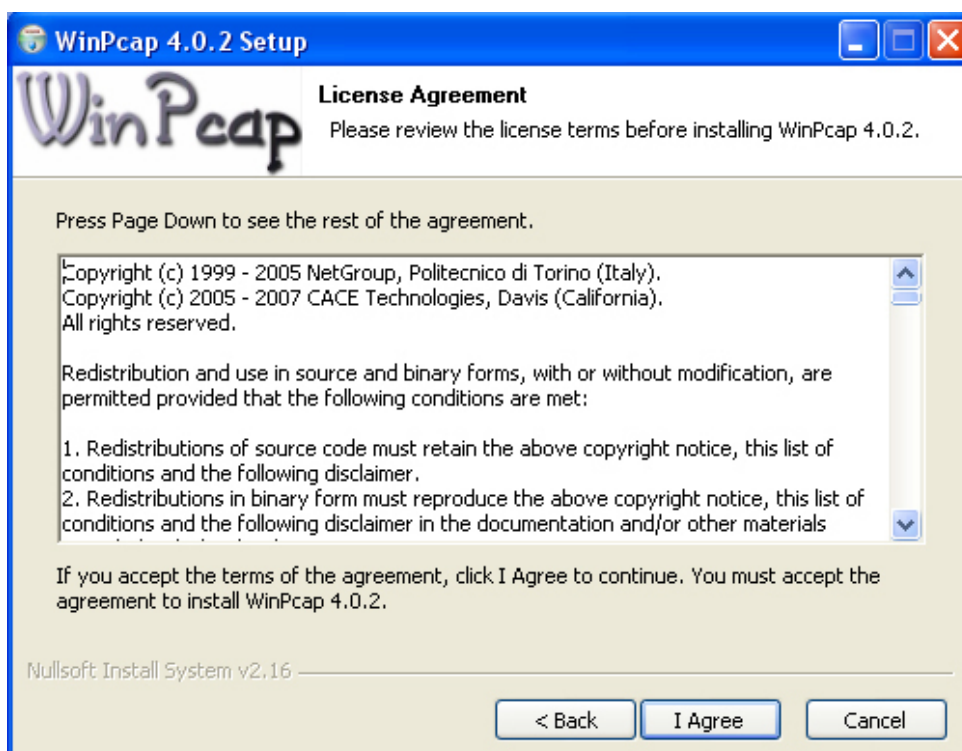 WinPcap 4.0.2 Setup
WinPcap
License Agreement
Please review the license terms before installing WinPcap 4.0.2.
Press Page Down to see the rest of the agreement.
Copyright (c) 1999 - 2005 NetGroup, Politecnico di Torino (Italy).
Copyright (c) 2005 - 2007 CACE Technologies, Davis (California).
All rights reserved.
Redistribution and use in source and binary forms, with or without modification, are
permitted provided that the following conditions are met:
1. Redistributions of source code must retain the above copyright notice, this list of
conditions and the following disclaimer.
2. Redistributions in binary form must reproduce the above copyright notice, this list of
conditions and the following disclaimer in the documentation and/or other materials
If you accept the terms of the agreement, click I Agree to continue. You must accept the
agreement to install WinPcap 4.0.2.
Nullsoft Install System v2.16
< Back
I Agree
Cancel